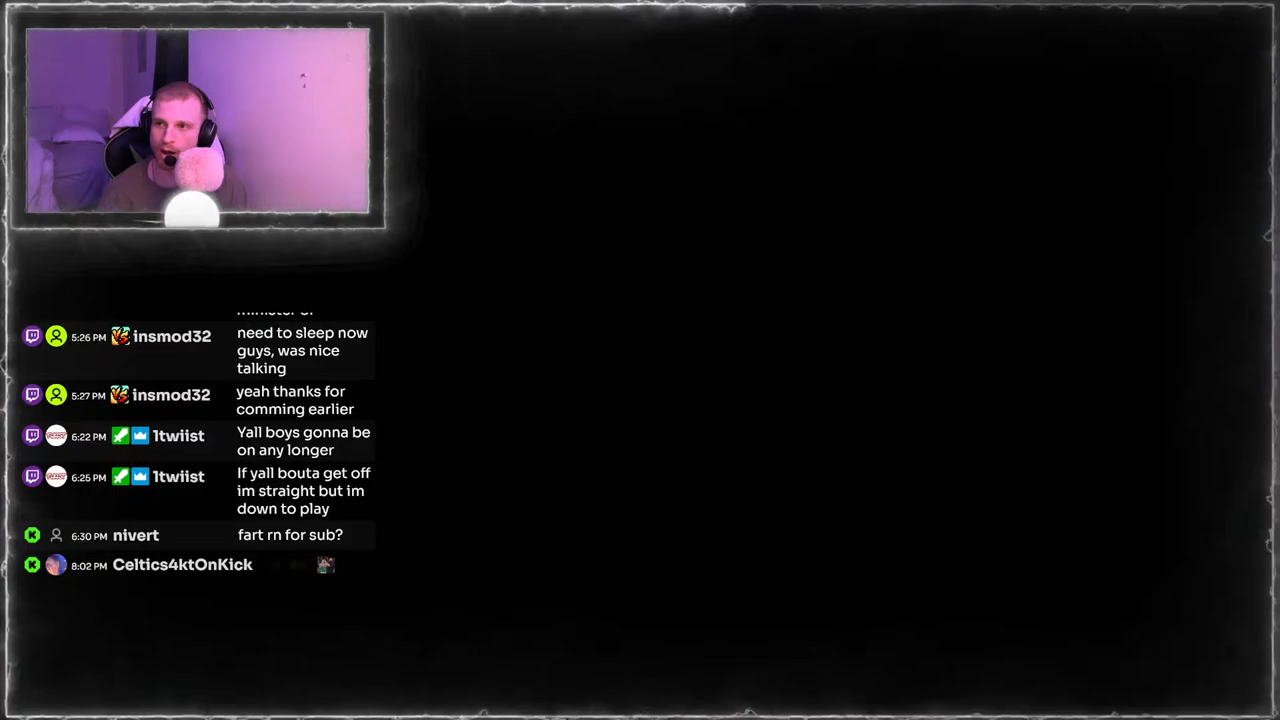 5:26 PM insmod32 need to sleep now
guys, was nice
talking
5:27 PM insmod32 yeah thanks for
comming earlier
6:22 PM 1twiist Yall boys gonna be
on any longer
6:25 PM 1twiist If yall bouta get off
im straight but im
down to play
6:30 PM nivert fart rn for sub?
8:02 PM Celtics4ktOnKick